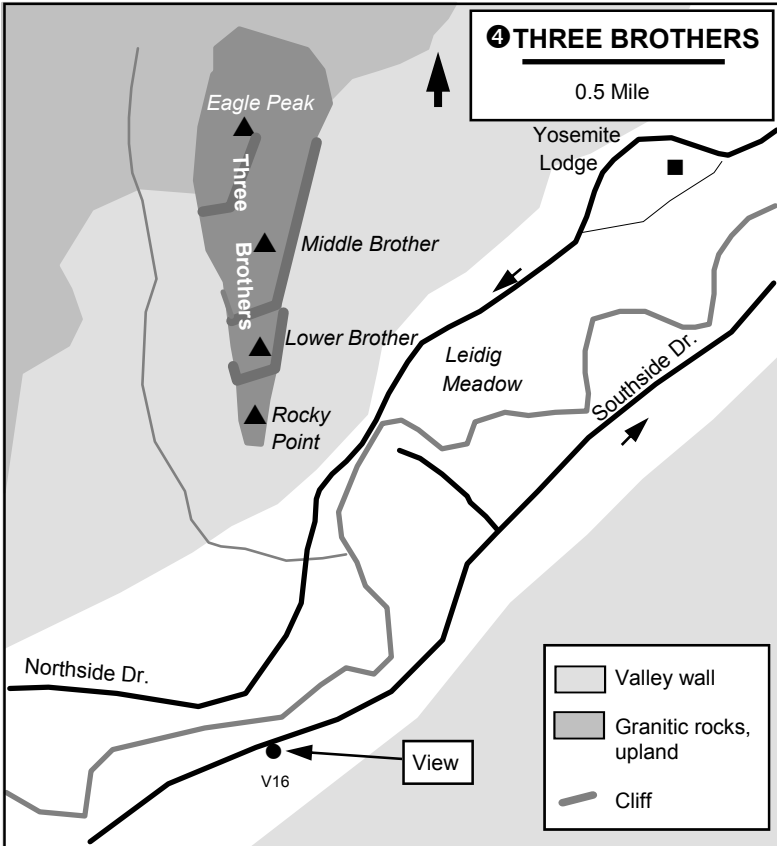 ❹THREE BROTHERS
0.5 Mile
Eagle Peak
Yosemite
Lodge
Three
Brothers
Middle Brother
Lower Brother
Leidig
Meadow
Southside Dr.
Rocky
Point
Northside Dr.
View
V16
Valley wall
Granitic rocks,
upland
Cliff